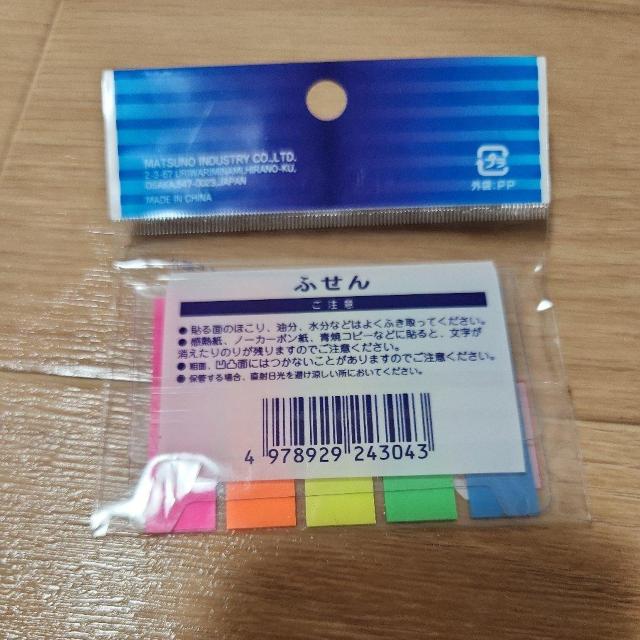 MATSUNO INDUSTRY CO.,LTD.
2-3-67 URIWARIMINAMI,HIRANO-KU,
OSAKA,547-0023,JAPAN
MADE IN CHINA
プラ
外袋:PP
ふせん
ご注意
●貼る面のほこり、油分、水分などはよくふき取ってください。
●感熱紙、ノーカーボン紙、青焼コピーなどに貼ると、文字が
消えたりのりが残りますのでご注意ください。
●粗面、凹凸面にはつかないことがありますのでご注意ください。
●保管する場合、直射日光を避け涼しい所においてください。
4 978929 243043